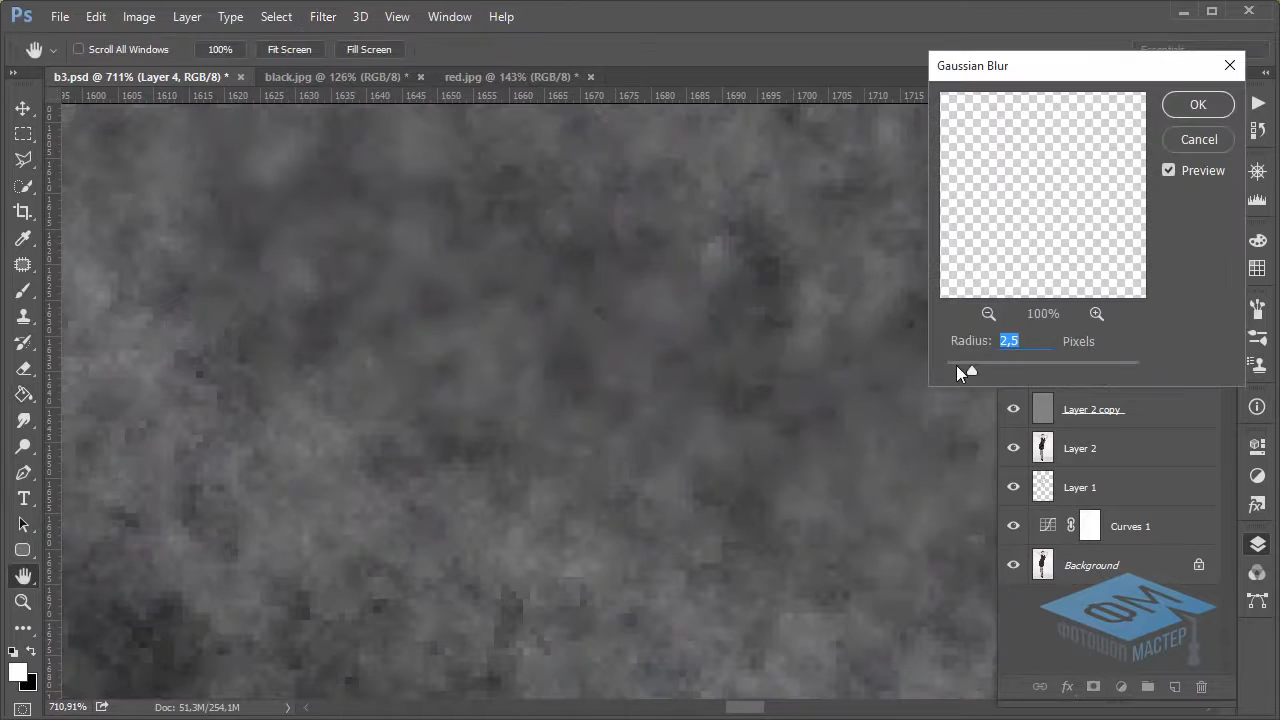 Ps File Edit Image Layer Type Select Filter 3D View Window Help
Scroll All Windows 100% Fit Screen Fill Screen Essentials
b3.psd @ 711% (Layer 4, RGB/8) * black.jpg @ 126% (RGB/8) * red.jpg @ 143% (RGB/8) *
95 1600 1605 1610 1615 1620 1625 1630 1635 1640 1645 1650 1655 1660 1665 1670 1675 1680 1685 1690 1695 1700 1705 1710 1715
Gaussian Blur
OK
Cancel
Preview
100%
Radius: 2,5 Pixels
Layer 2 copy
Layer 2
Layer 1
Curves 1
Background
ФМ
ФОТОШОП МАСТЕР
fx
710,91% Doc: 51,3M/254,1M